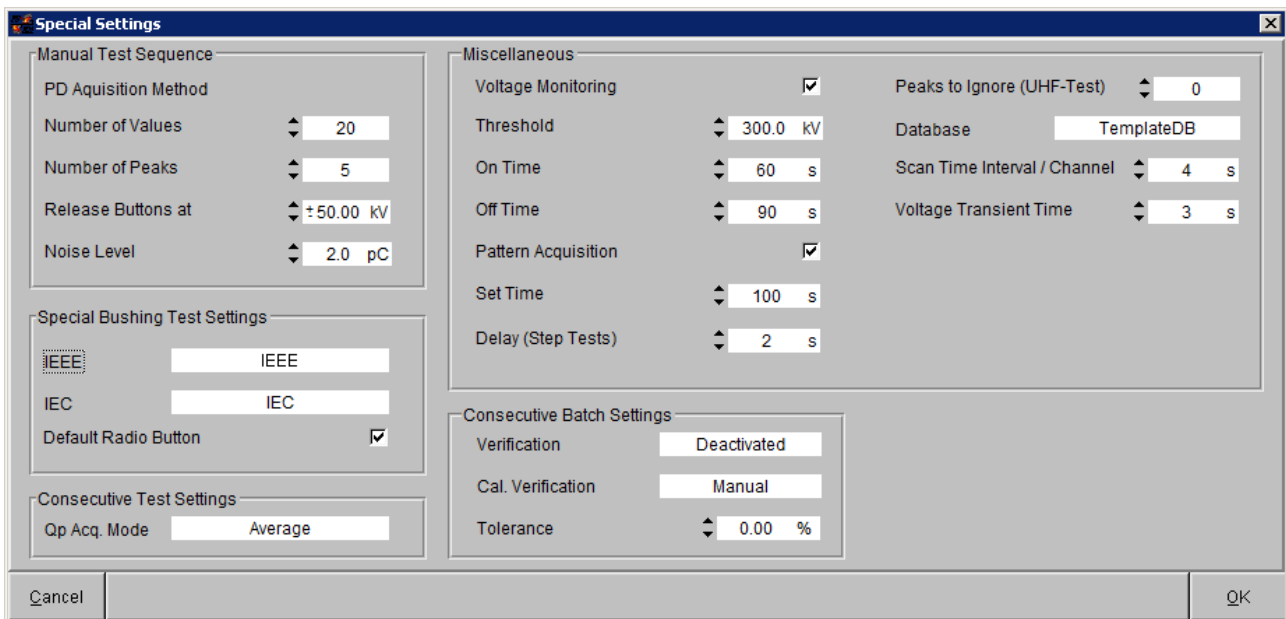 Special Settings
Manual Test Sequence
PD Aquisition Method
Number of Values 20
Number of Peaks 5
Release Buttons at ±50.00 kV
Noise Level 2.0 pC
Special Bushing Test Settings
IEEE IEEE
IEC IEC
Default Radio Button
Consecutive Test Settings
Qp Acq. Mode Average
Miscellaneous
Voltage Monitoring
Threshold 300.0 kV
On Time 60 s
Off Time 90 s
Pattern Acquisition
Set Time 100 s
Delay (Step Tests) 2 s
Peaks to Ignore (UHF-Test) 0
Database TemplateDB
Scan Time Interval / Channel 4 s
Voltage Transient Time 3 s
Consecutive Batch Settings
Verification Deactivated
Cal. Verification Manual
Tolerance 0.00 %
Cancel
OK